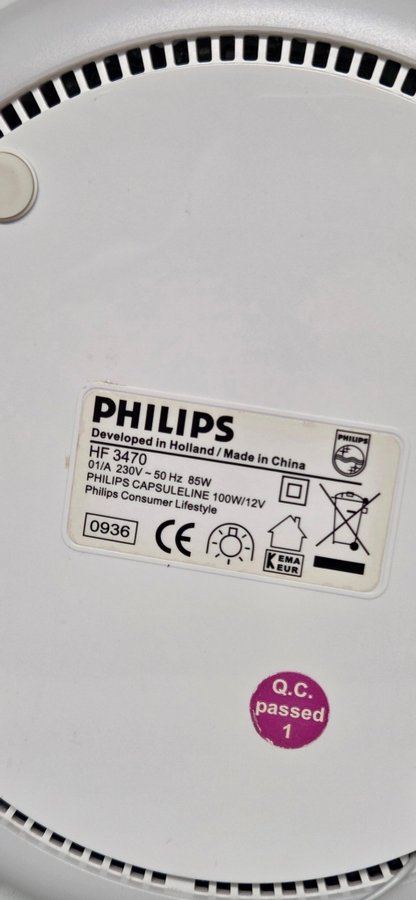 PHILIPS
Developed in Holland / Made in China
PHILIPS
HF 3470
01/A 230V ~ 50 Hz 85W
PHILIPS CAPSULELINE 100W/12V
Philips Consumer Lifestyle
0936
CE
KEMA
EUR
Q.C.
passed
1